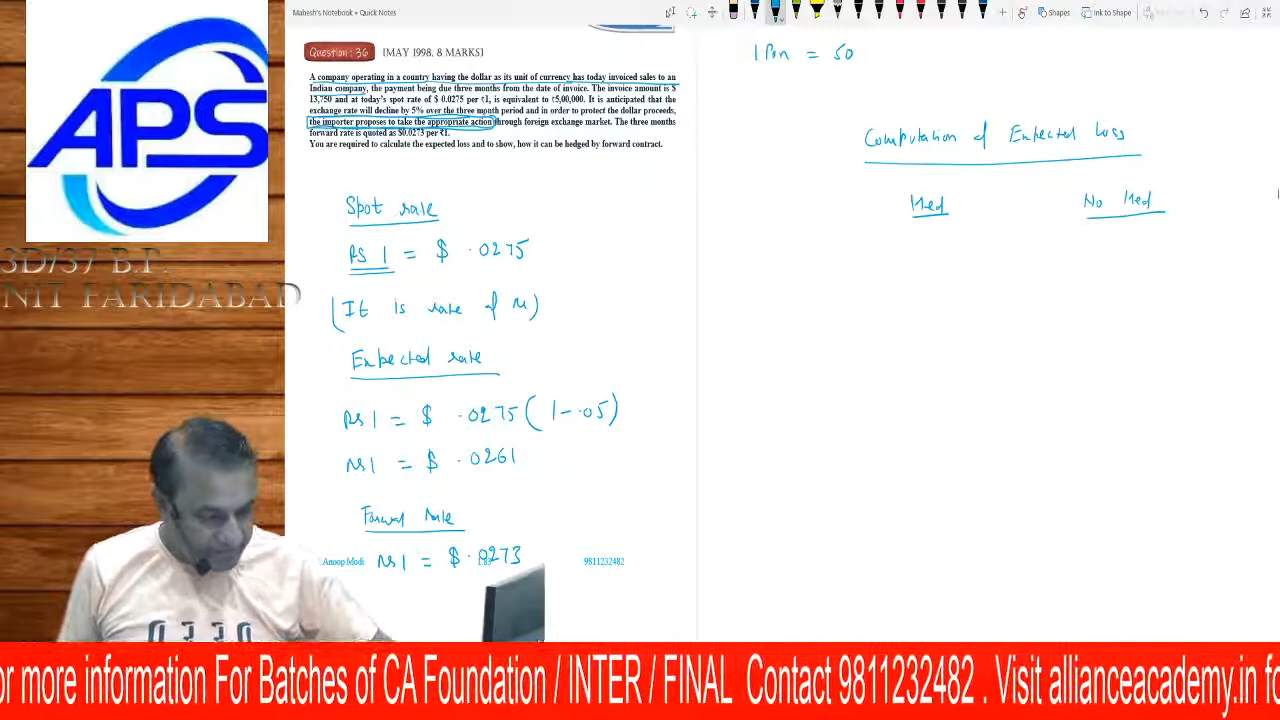 Mahesh's Notebook » Quick Notes
Shapes
Ink to Shape
APS
3D/37 B.P.
NIT FARIDABAD
Question : 36 [MAY 1998, 8 MARKS]
A company operating in a country having the dollar as its unit of currency has today invoiced sales to an
Indian company, the payment being due three months from the date of invoice. The invoice amount is $
13,750 and at today's spot rate of $ 0.0275 per ₹1, is equivalent to ₹5,00,000. It is anticipated that the
exchange rate will decline by 5% over the three month period and in order to protect the dollar proceeds,
the importer proposes to take the appropriate action through foreign exchange market. The three months
forward rate is quoted as $0.0273 per ₹1.
You are required to calculate the expected loss and to show, how it can be hedged by forward contract.
Spot rate
RS 1 = $ .0275
(It is rate of
Expected rate
RS 1 = $ .0275 (1-.05)
RS 1 = $ .0261
Forward rate
RS 1 = $.0273
Anoop Modi
1.83
9811232482
= 50
Computation of Expected Loss
Hed
No Hed
or more information For Batches of CA Foundation / INTER / FINAL Contact 9811232482 . Visit allianceacademy.in fo